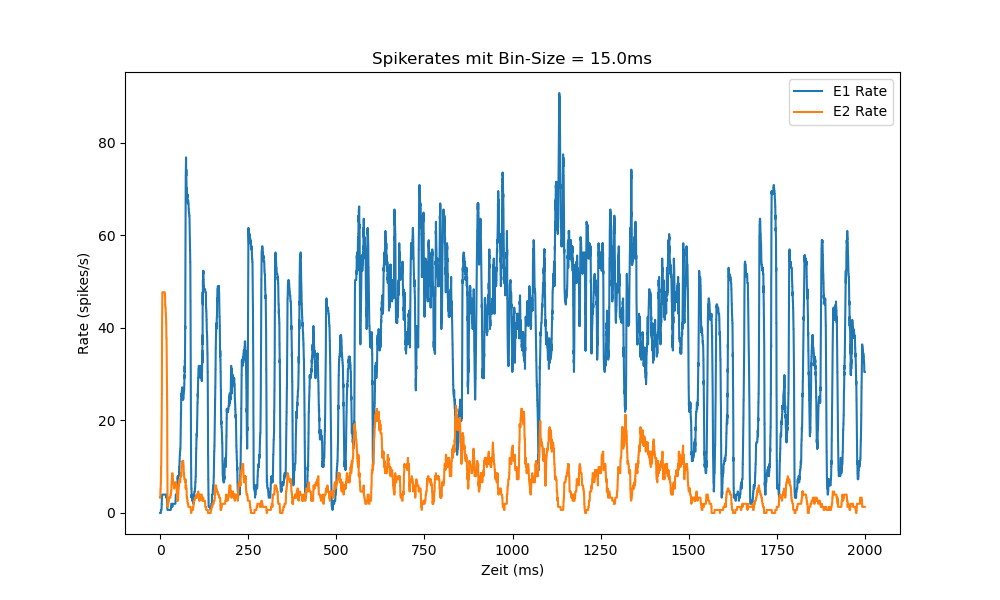 Spikerates mit Bin-Size = 15.0ms
E1 Rate
E2 Rate
Rate (spikes/s)
80
60
40
20
0
0 250 500 750 1000 1250 1500 1750 2000
Zeit (ms)